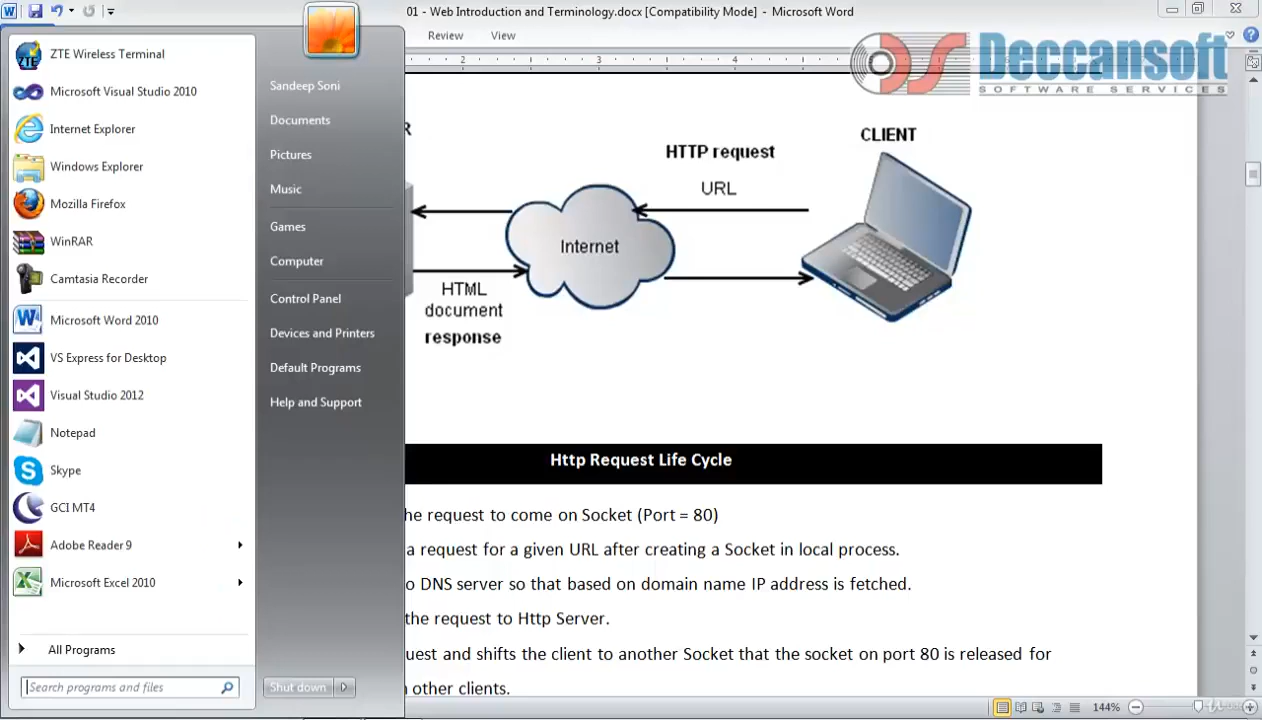 01 - Web Introduction and Terminology.docx [Compatibility Mode] - Microsoft Word
Review View
ZTE Wireless Terminal
Microsoft Visual Studio 2010
Internet Explorer
Windows Explorer
Mozilla Firefox
WinRAR
Camtasia Recorder
Microsoft Word 2010
VS Express for Desktop
Visual Studio 2012
Notepad
Skype
GCI MT4
Adobe Reader 9
Microsoft Excel 2010
All Programs
Search programs and files
Sandeep Soni
Documents
Pictures
Music
Games
Computer
Control Panel
Devices and Printers
Default Programs
Help and Support
Shut down
Deccansoft
SOFTWARE SERVICES
2 3 4 5 6 7
R
HTTP request
URL
CLIENT
Internet
HTML
document
response
Http Request Life Cycle
he request to come on Socket (Port = 80)
a request for a given URL after creating a Socket in local process.
o DNS server so that based on domain name IP address is fetched.
the request to Http Server.
uest and shifts the client to another Socket that the socket on port 80 is released for
other clients.
144%